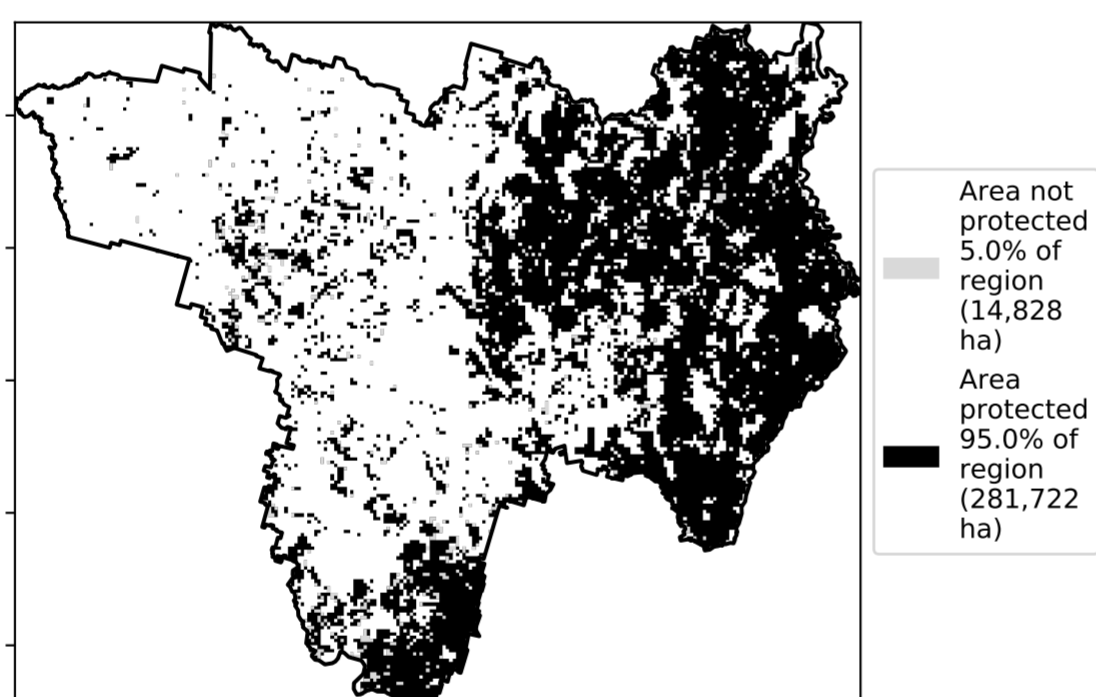 Area not
protected
5.0% of
region
(14,828
ha)
Area
protected
95.0% of
region
(281,722
ha)